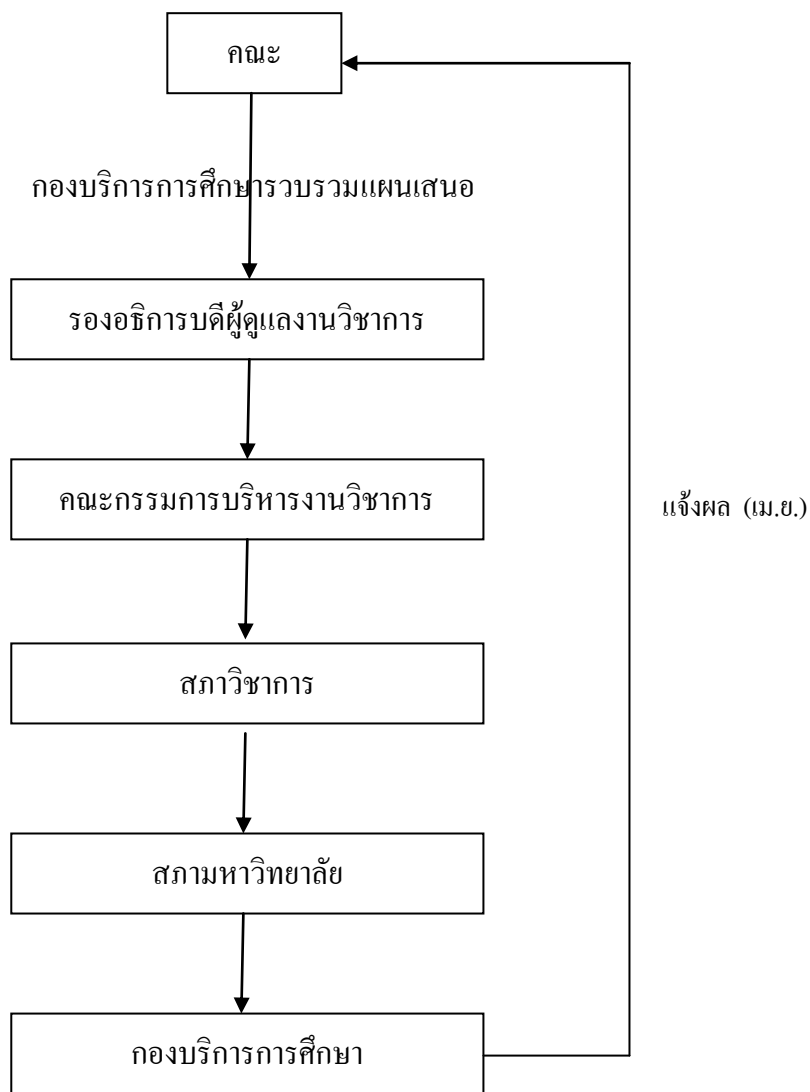 คณะ
กองบริการการศึกษารวบรวมแผนเสนอ
รองอธิการบดีผู้ดูแลงานวิชาการ
คณะกรรมการบริหารงานวิชาการ
แจ้งผล (เม.ย.)
สภาวิชาการ
สภามหาวิทยาลัย
กองบริการการศึกษา